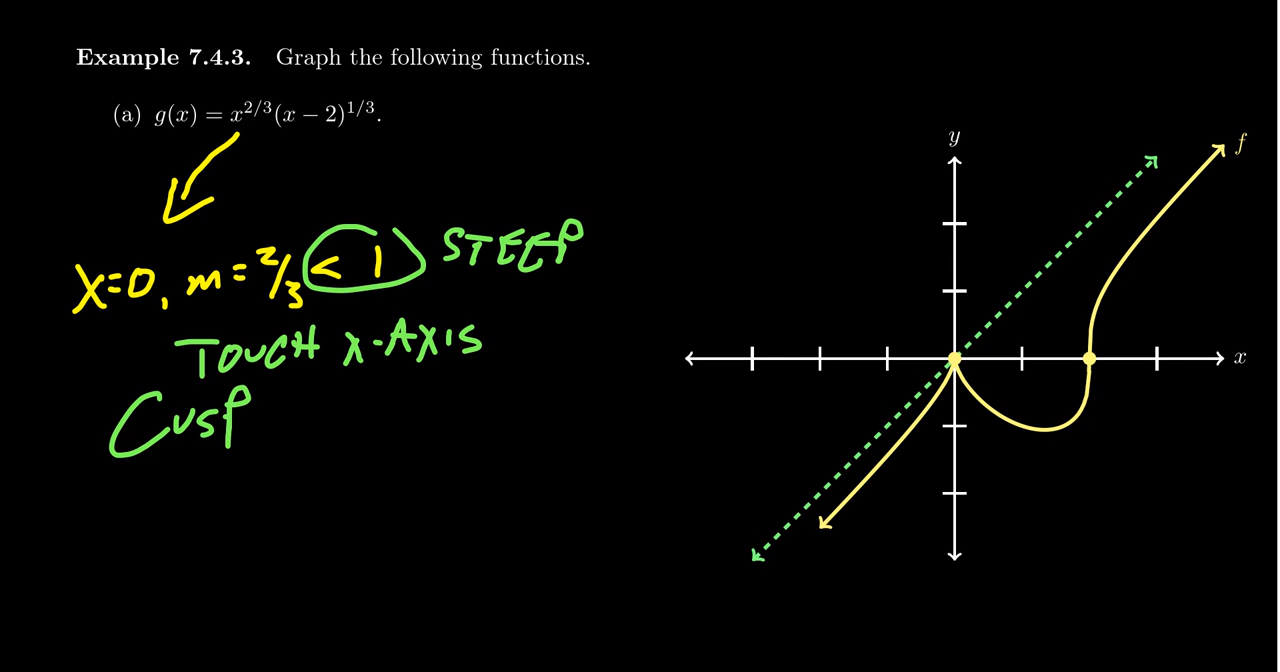 Example 7.4.3. Graph the following functions.
(a) g(x) = x^{2/3}(x − 2)^{1/3}.
X=0, m=2/3 < 1 STEEP
TOUCH X-AXIS
CUSP
y
f
x